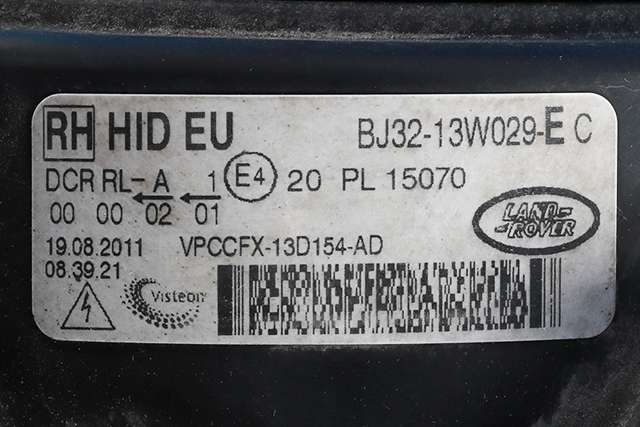 RH HID EU BJ32-13W029-E C
DCR RL-A 1 E4 20 PL 15070
00 00 02 01
LAND-
ROVER
19.08.2011 VPCCFX-13D154-AD
08.39.21
Visteon